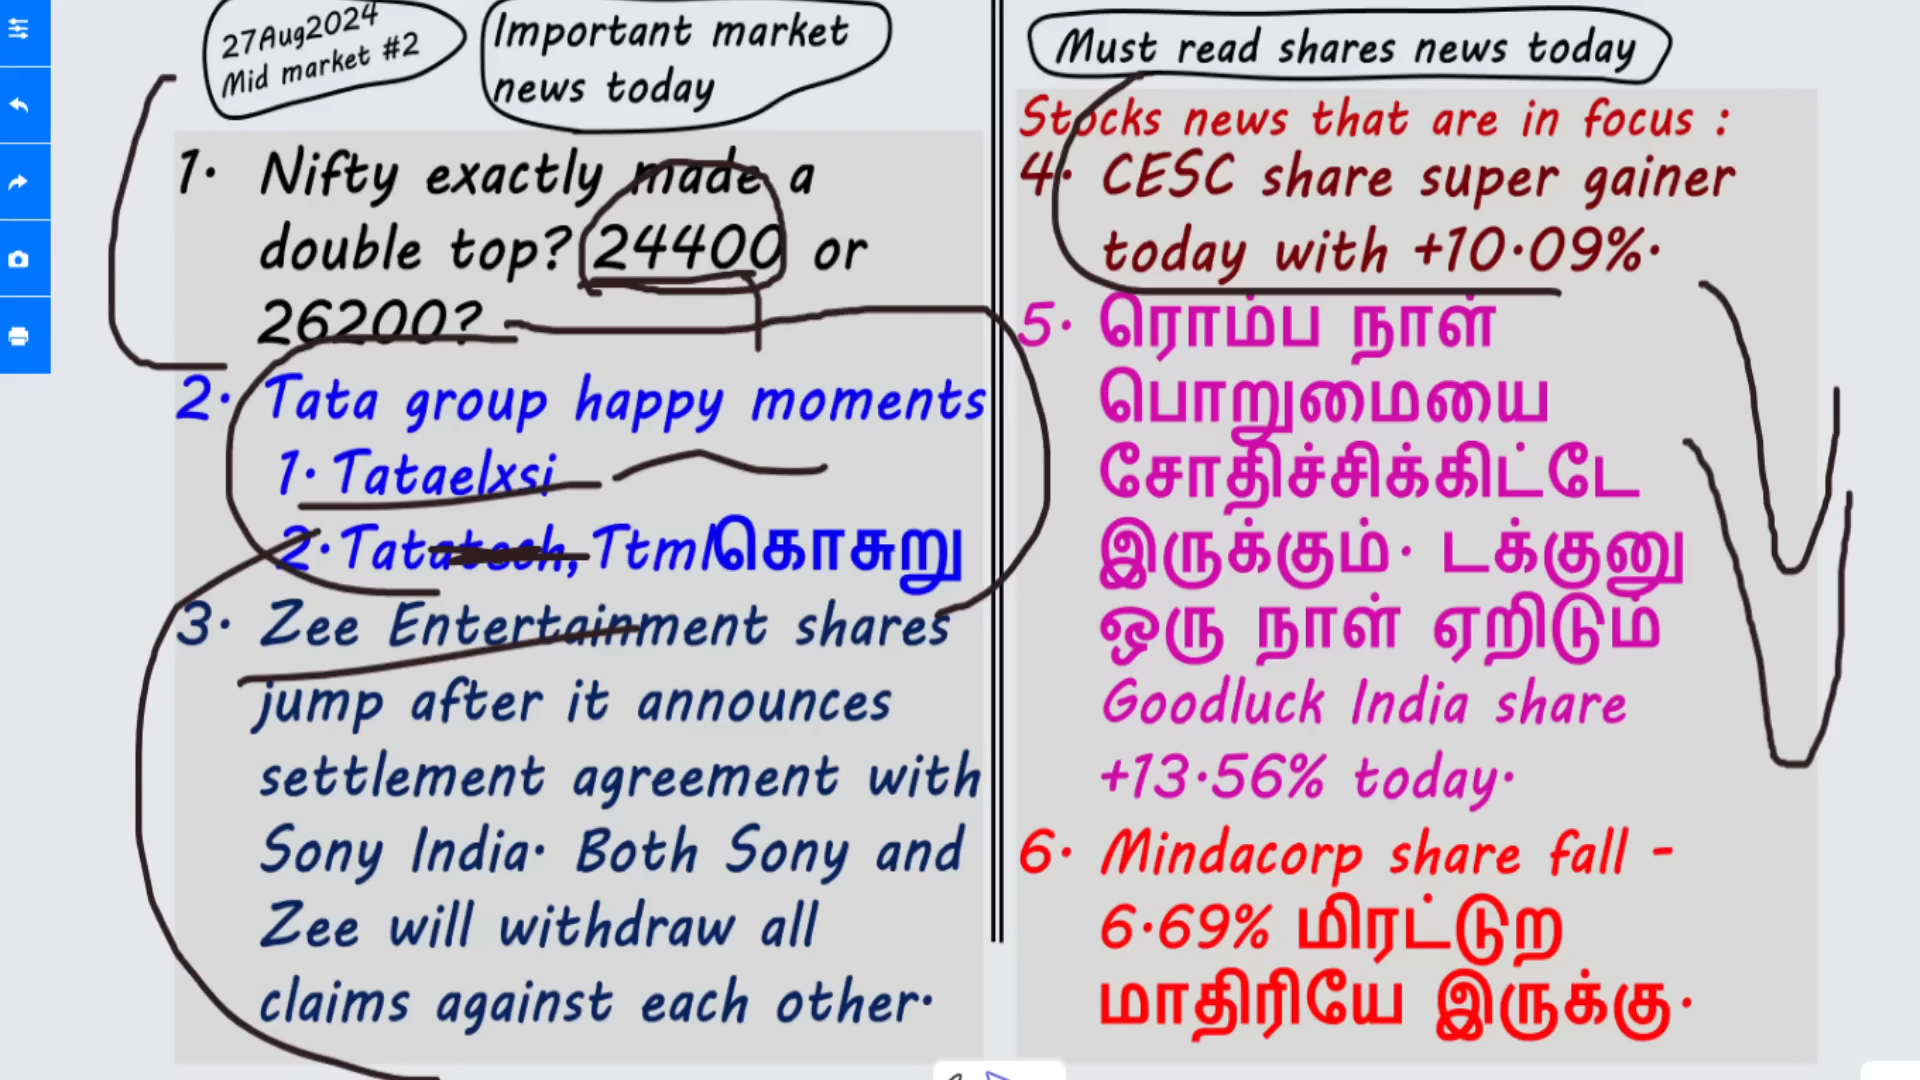 27Aug2024
Mid market #2
Important market
news today
1. Nifty exactly made a
double top? 24400 or
26200?
2. Tata group happy moments
1. Tataelxsi
2. Tatatech, Ttml கொசுறு
3. Zee Entertainment shares
jump after it announces
settlement agreement with
Sony India. Both Sony and
Zee will withdraw all
claims against each other.
Must read shares news today
Stocks news that are in focus :
4. CESC share super gainer
today with +10.09%.
5. ரொம்ப நாள்
பொறுமையை
சோதிச்சிக்கிட்டே
இருக்கும். டக்குனு
ஒரு நாள் ஏறிடும்
Goodluck India share
+13.56% today.
6. Mindacorp share fall -
6.69% மிரட்டுற
மாதிரியே இருக்கு.